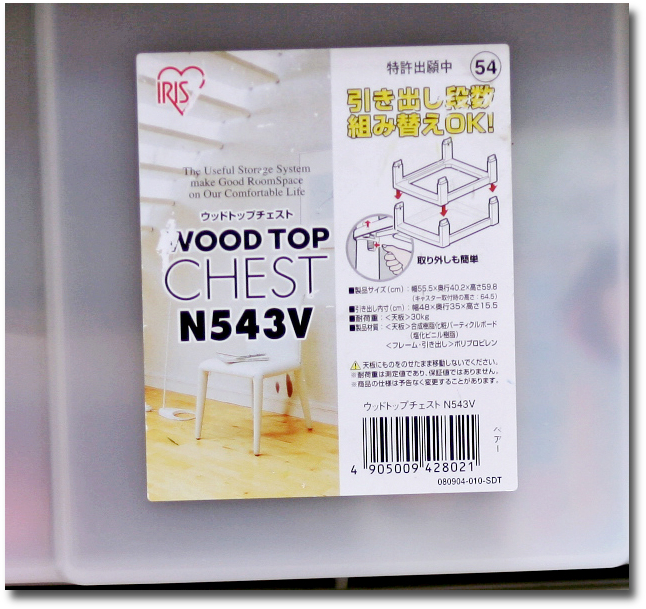 IRIS
特許出願中 54
引き出し段数
組み替えOK!
The Useful Storage System
make Good RoomSpace
on Our Comfortable Life
ウッドトップチェスト
WOOD TOP
CHEST
N543V
取り外しも簡単
■製品サイズ(cm):幅55.5×奥行40.2×高さ59.8
(キャスター取付時の高さ:64.5)
■引き出し内寸(cm):幅48×奥行35×高さ15.5
■耐荷重:<天板>30kg
■製品材質:<天板>合成樹脂化粧パーティクルボード
(塩化ビニル樹脂)
<フレーム・引き出し>ポリプロピレン
⚠天板にものをのせたまま移動しないでください。
※耐荷重は測定値であり、保証値ではありません。
※商品の仕様は予告なく変更することがあります。
ウッドトップチェスト N543V
ペアー
4 905009 428021
080904-010-SDT